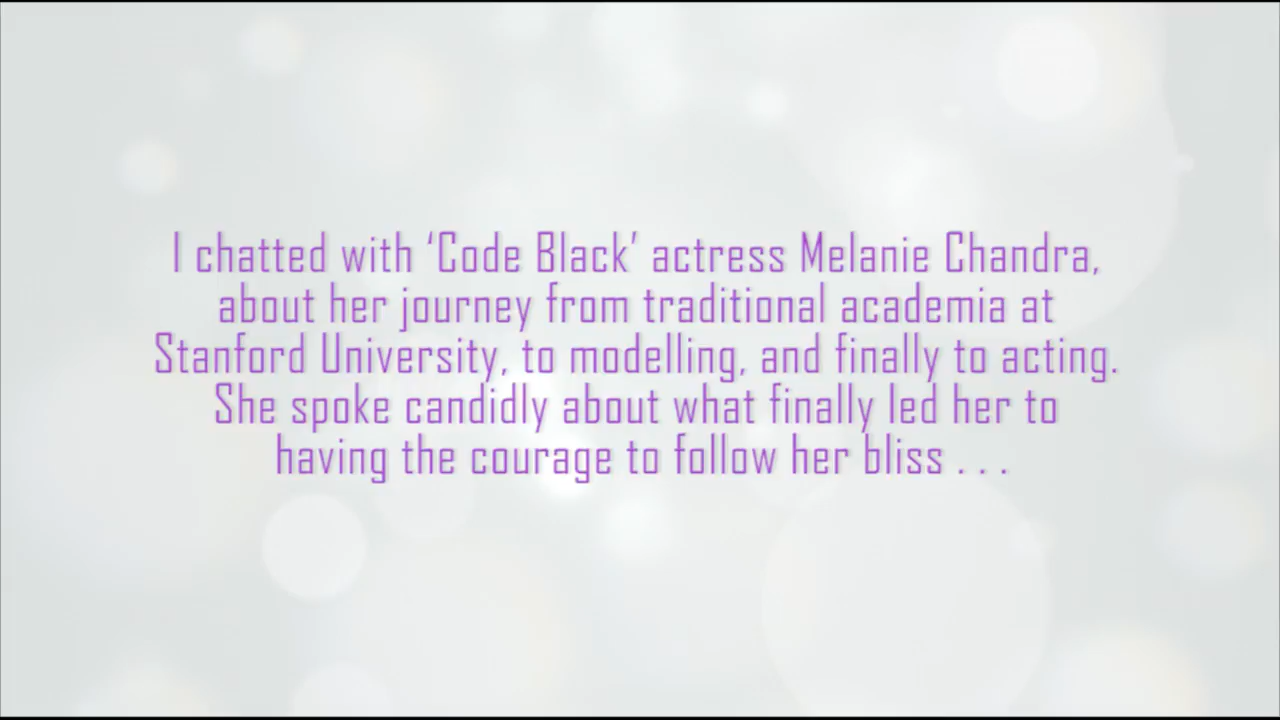 I chatted with ‘Code Black’ actress Melanie Chandra,
about her journey from traditional academia at
Stanford University, to modelling, and finally to acting.
She spoke candidly about what finally led her to
having the courage to follow her bliss . . .